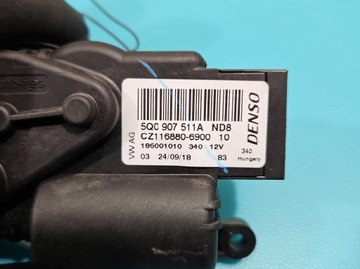 5Q0 907 511A ND8
CZ116880-6900 10
186001010 340 12V
03 24/09/18 83
VW AG
DENSO
340
Hungary